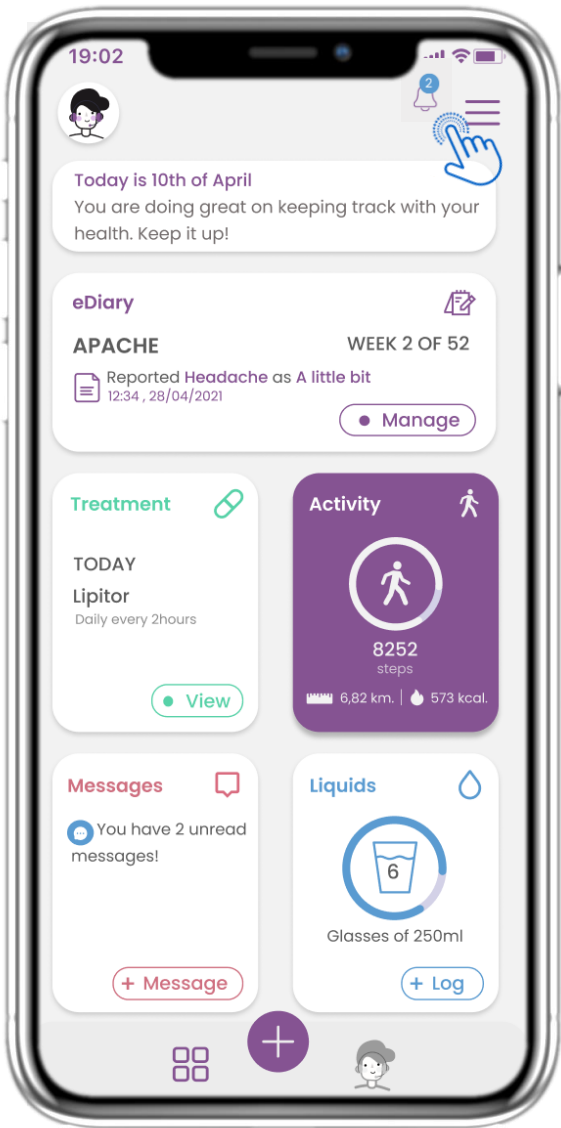 19:02
2
Today is 10th of April
You are doing great on keeping track with your
health. Keep it up!
eDiary
APACHE
WEEK 2 OF 52
Reported Headache as A little bit
12:34 , 28/04/2021
Manage
Treatment
TODAY
Lipitor
Daily every 2hours
View
Activity
8252
steps
6,82 km.
573 kcal.
Messages
You have 2 unread
messages!
+ Message
Liquids
6
Glasses of 250ml
+ Log